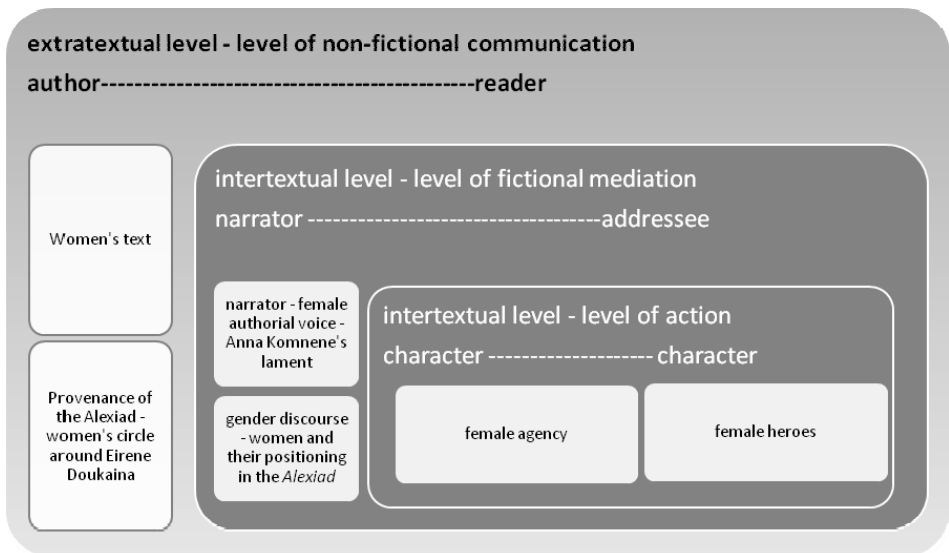 extratextual level - level of non-fictional communication
author---------------------------------------------reader
Women's text
Provenance of
the Alexiad -
women's circle
around Eirene
Doukaina
intertextual level - level of fictional mediation
narrator -----------------------------------addressee
narrator - female
authorial voice -
Anna Komnene's
lament
gender discourse
- women and
their positioning
in the Alexiad
intertextual level - level of action
character -------------------- character
female agency
female heroes